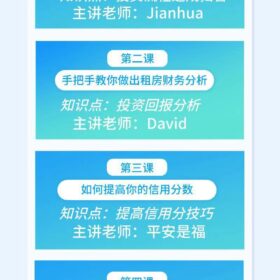 主讲老师：Jianhua
第二课
手把手教你做出租房财务分析
知识点：投资回报分析
主讲老师：David
第三课
如何提高你的信用分数
知识点：提高信用分技巧
主讲老师：平安是福
第四课